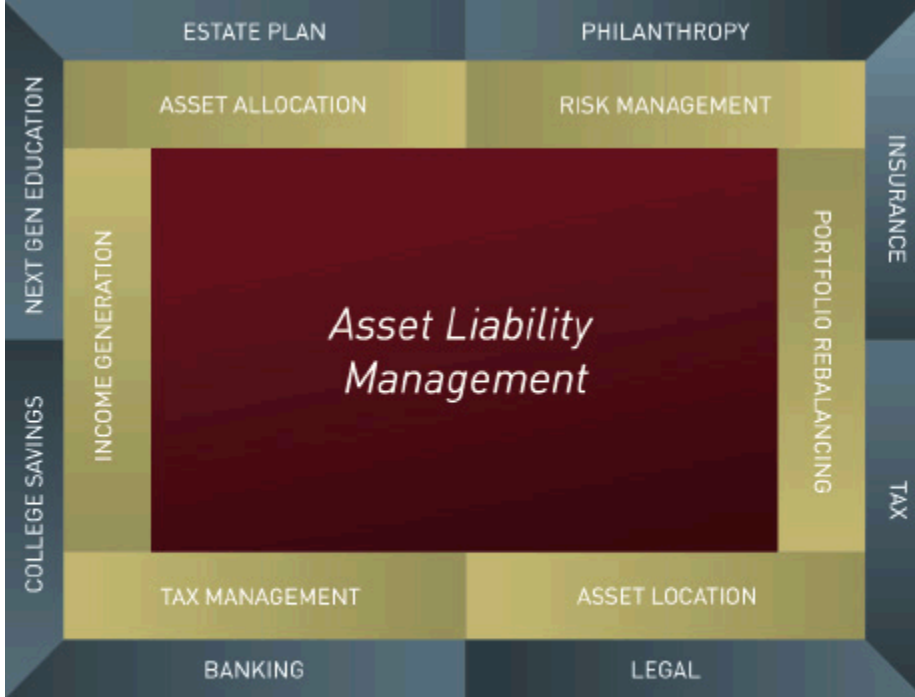 ESTATE PLAN
PHILANTHROPY
ASSET ALLOCATION
RISK MANAGEMENT
NEXT GEN EDUCATION
INSURANCE
INCOME GENERATION
PORTFOLIO REBALANCING
Asset Liability
Management
COLLEGE SAVINGS
TAX
TAX MANAGEMENT
ASSET LOCATION
BANKING
LEGAL